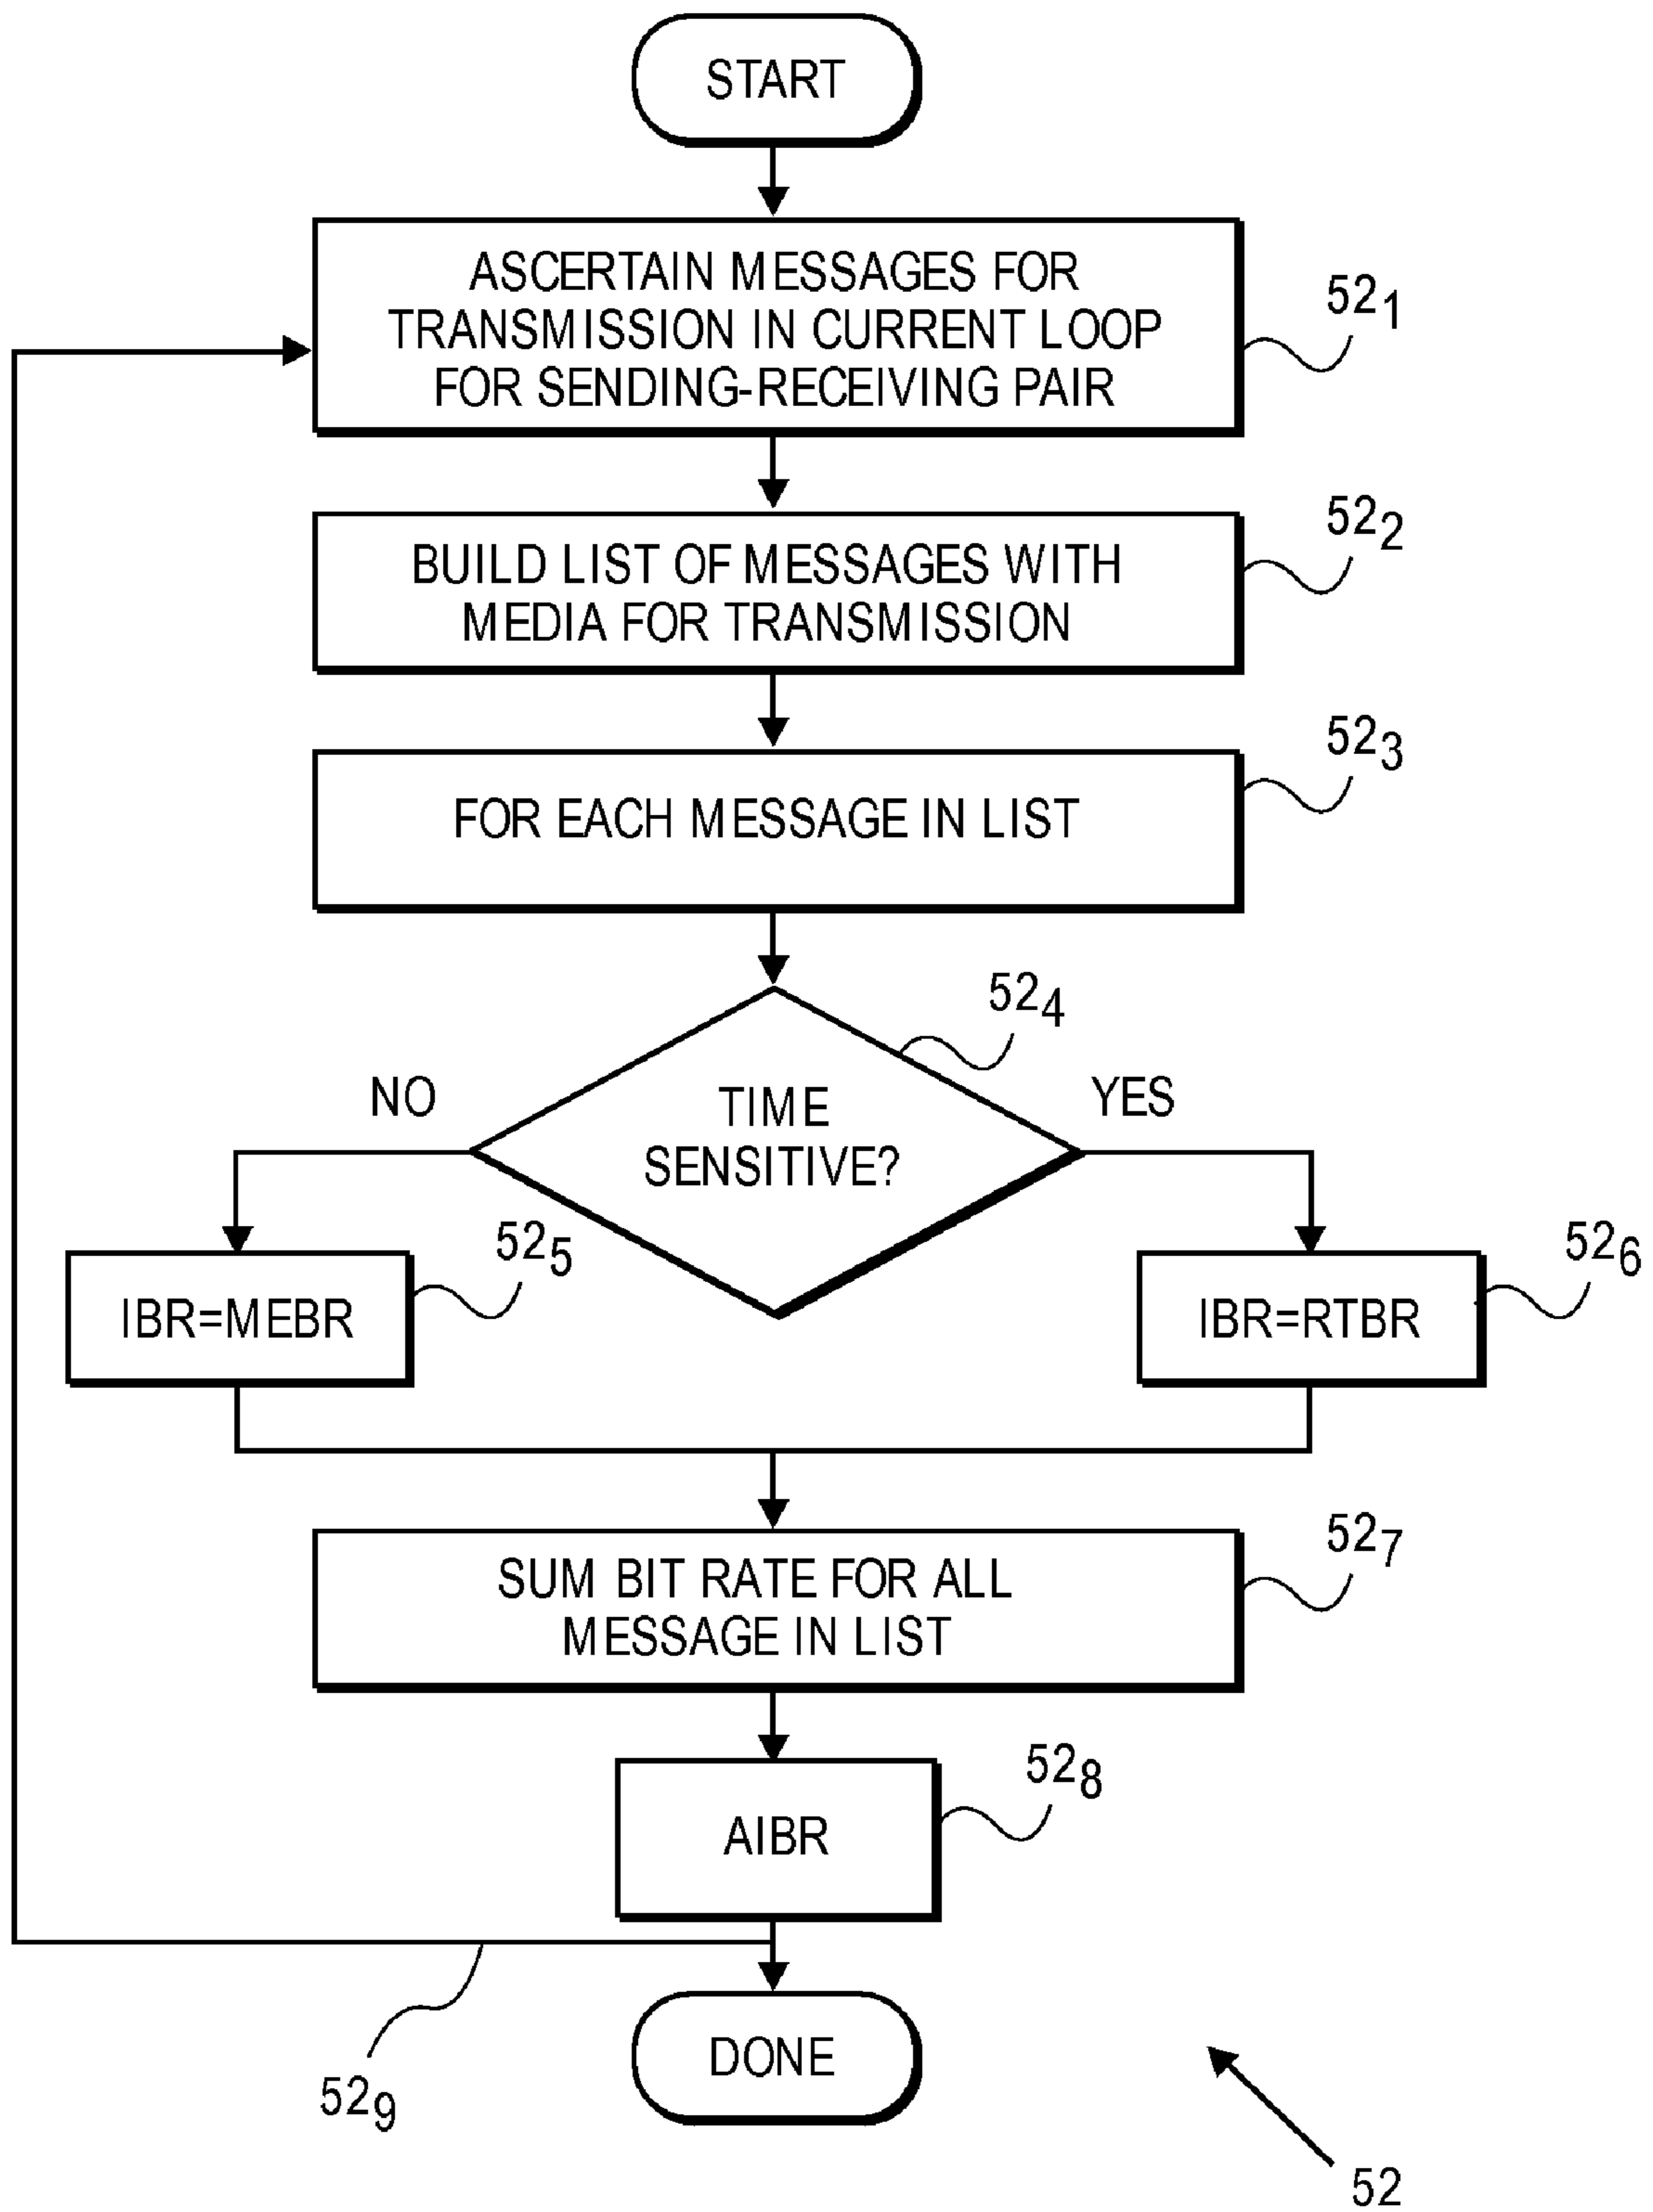 START
ASCERTAIN MESSAGES FOR
TRANSMISSION IN CURRENT LOOP
FOR SENDING-RECEIVING PAIR
52₁
BUILD LIST OF MESSAGES WITH
MEDIA FOR TRANSMISSION
52₂
FOR EACH MESSAGE IN LIST
52₃
52₄
TIME
SENSITIVE?
NO
YES
IBR=MEBR
52₅
IBR=RTBR
52₆
SUM BIT RATE FOR ALL
MESSAGE IN LIST
52₇
AIBR
52₈
52₉
DONE
52